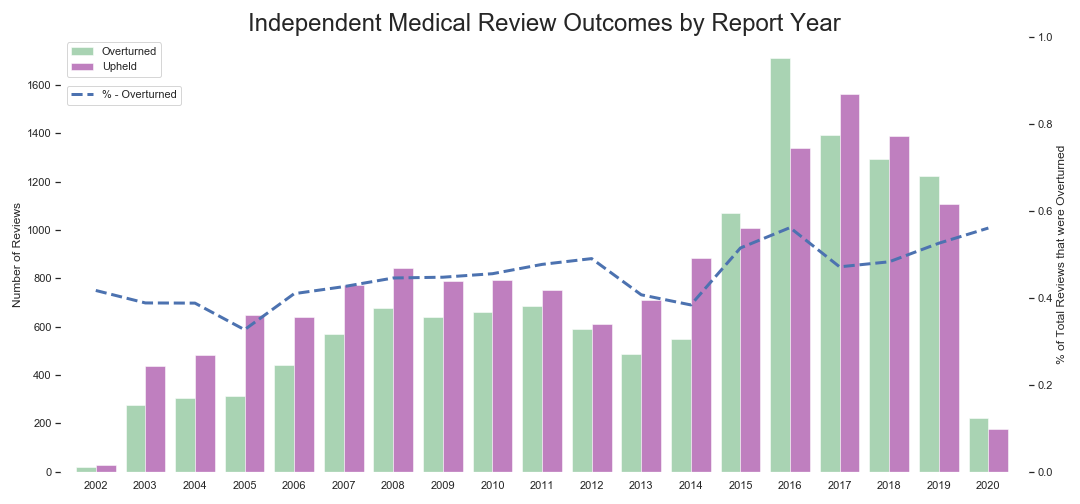 Independent Medical Review Outcomes by Report Year
Overturned
Upheld
% - Overturned
Number of Reviews
1600
1400
1200
1000
800
600
400
200
0
1.0
0.8
0.6
0.4
0.2
0.0
% of Total Reviews that were Overturned
2002 2003 2004 2005 2006 2007 2008 2009 2010 2011 2012 2013 2014 2015 2016 2017 2018 2019 2020